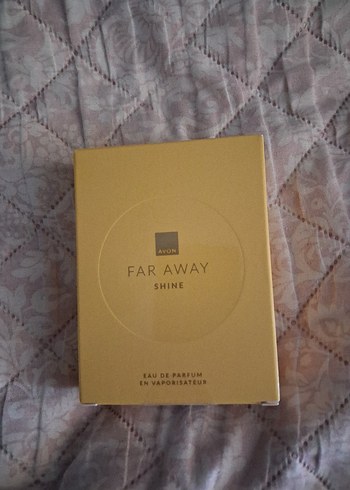 AVON
FAR AWAY
SHINE
EAU DE PARFUM
EN VAPORISATEUR